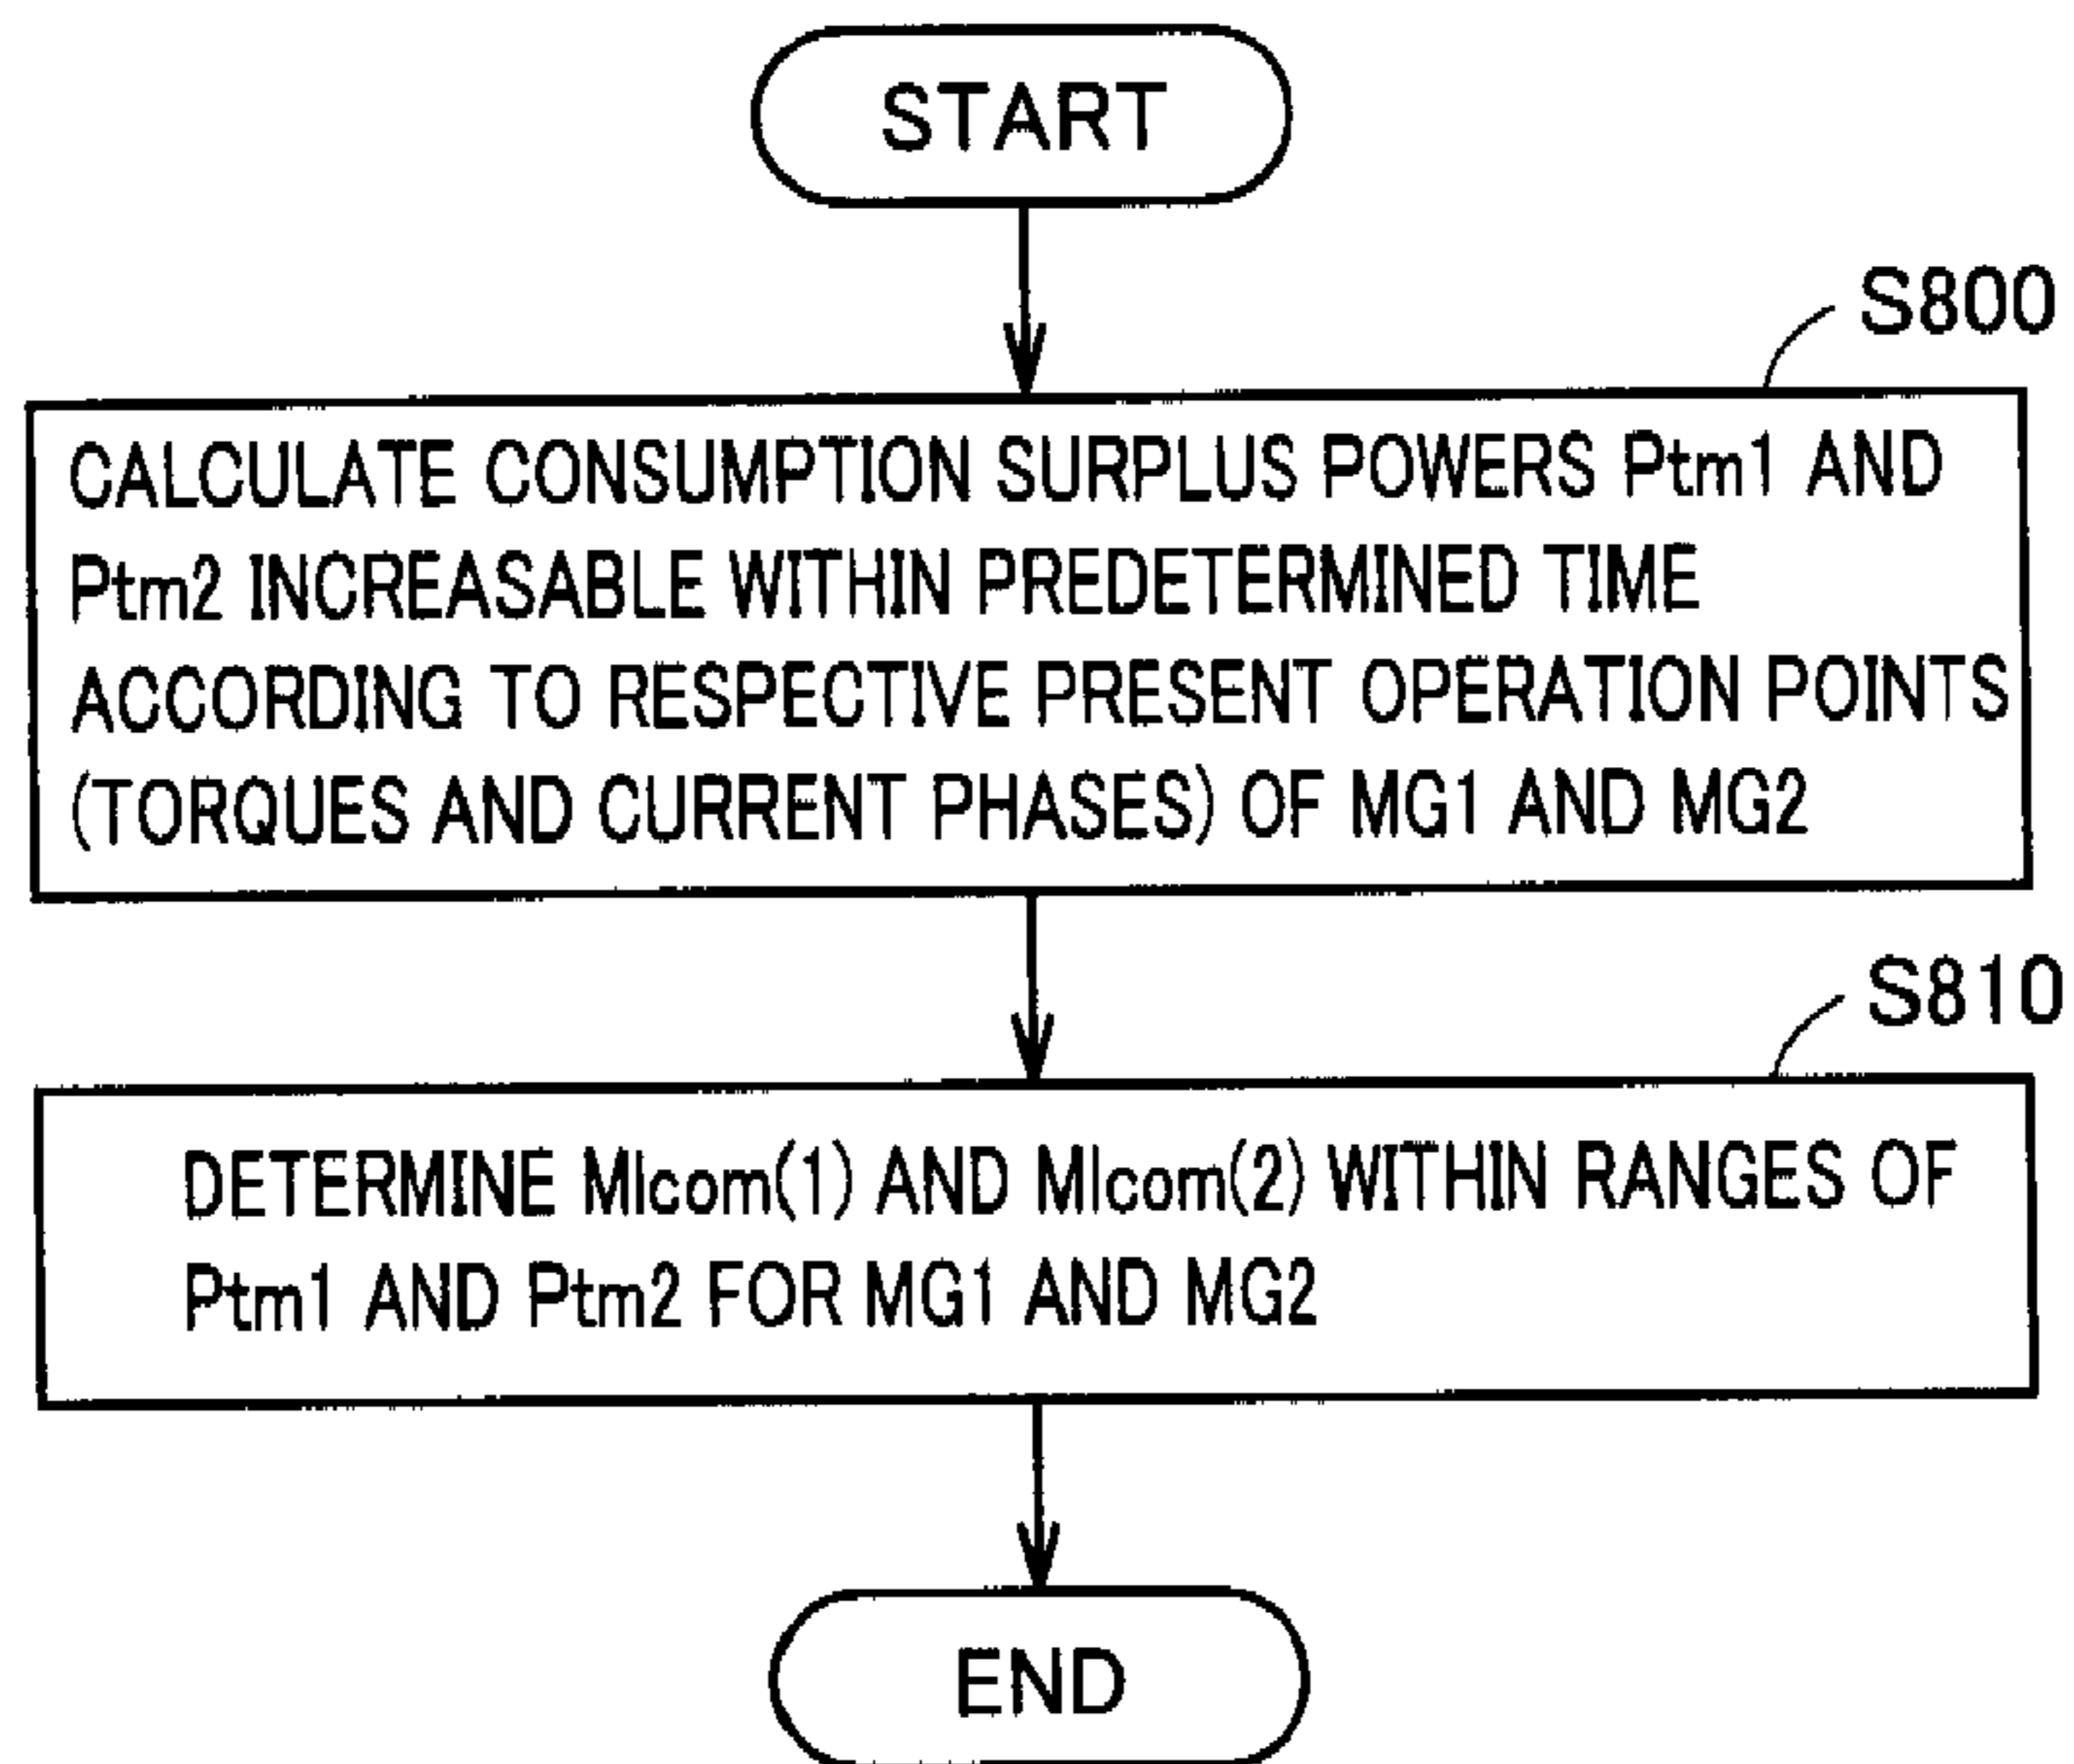 START
S800
CALCULATE CONSUMPTION SURPLUS POWERS Ptm1 AND
Ptm2 INCREASABLE WITHIN PREDETERMINED TIME
ACCORDING TO RESPECTIVE PRESENT OPERATION POINTS
(TORQUES AND CURRENT PHASES) OF MG1 AND MG2
S810
DETERMINE Mlcom(1) AND Mlcom(2) WITHIN RANGES OF
Ptm1 AND Ptm2 FOR MG1 AND MG2
END